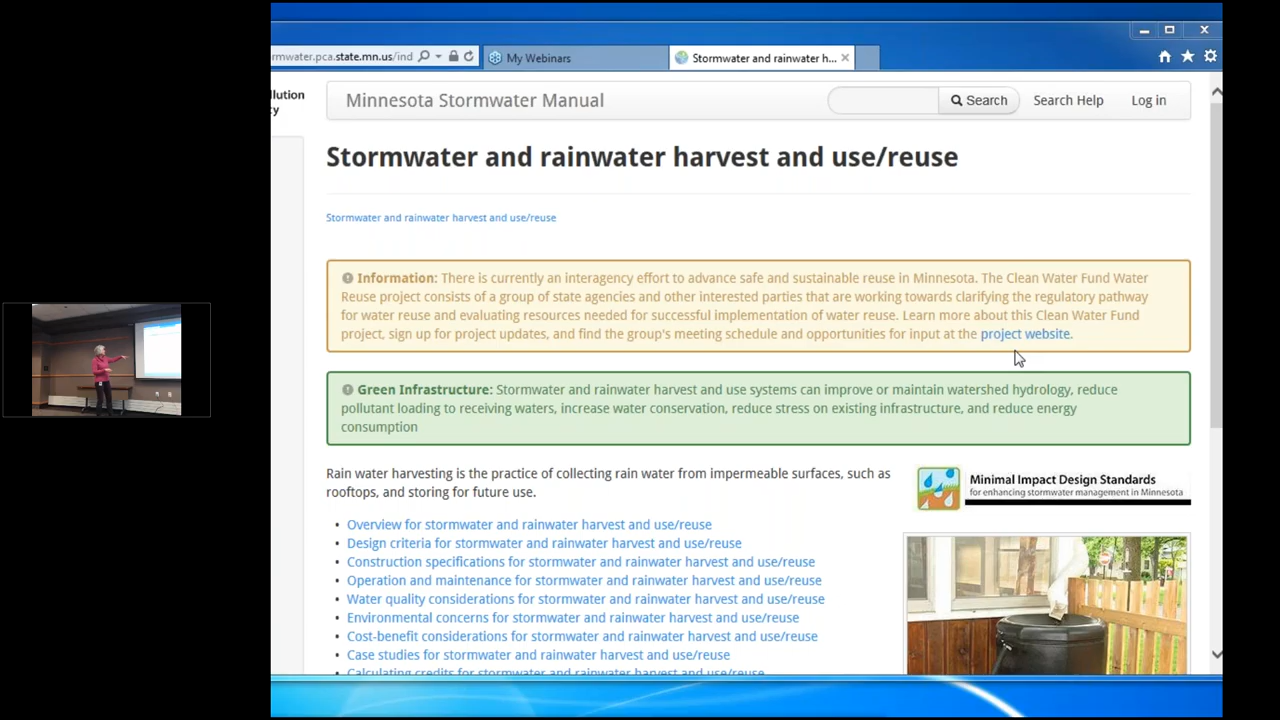 rmwater.pca.state.mn.us/ind
My Webinars
Stormwater and rainwater h...
lution
cy
Minnesota Stormwater Manual
Search
Search Help
Log in
Stormwater and rainwater harvest and use/reuse
Stormwater and rainwater harvest and use/reuse
Information: There is currently an interagency effort to advance safe and sustainable reuse in Minnesota. The Clean Water Fund Water
Reuse project consists of a group of state agencies and other interested parties that are working towards clarifying the regulatory pathway
for water reuse and evaluating resources needed for successful implementation of water reuse. Learn more about this Clean Water Fund
project, sign up for project updates, and find the group's meeting schedule and opportunities for input at the project website.
Green Infrastructure: Stormwater and rainwater harvest and use systems can improve or maintain watershed hydrology, reduce
pollutant loading to receiving waters, increase water conservation, reduce stress on existing infrastructure, and reduce energy
consumption
Rain water harvesting is the practice of collecting rain water from impermeable surfaces, such as
rooftops, and storing for future use.
Minimal Impact Design Standards
for enhancing stormwater management in Minnesota
• Overview for stormwater and rainwater harvest and use/reuse
• Design criteria for stormwater and rainwater harvest and use/reuse
• Construction specifications for stormwater and rainwater harvest and use/reuse
• Operation and maintenance for stormwater and rainwater harvest and use/reuse
• Water quality considerations for stormwater and rainwater harvest and use/reuse
• Environmental concerns for stormwater and rainwater harvest and use/reuse
• Cost-benefit considerations for stormwater and rainwater harvest and use/reuse
• Case studies for stormwater and rainwater harvest and use/reuse
• Calculating credits for stormwater and rainwater harvest and use/reuse